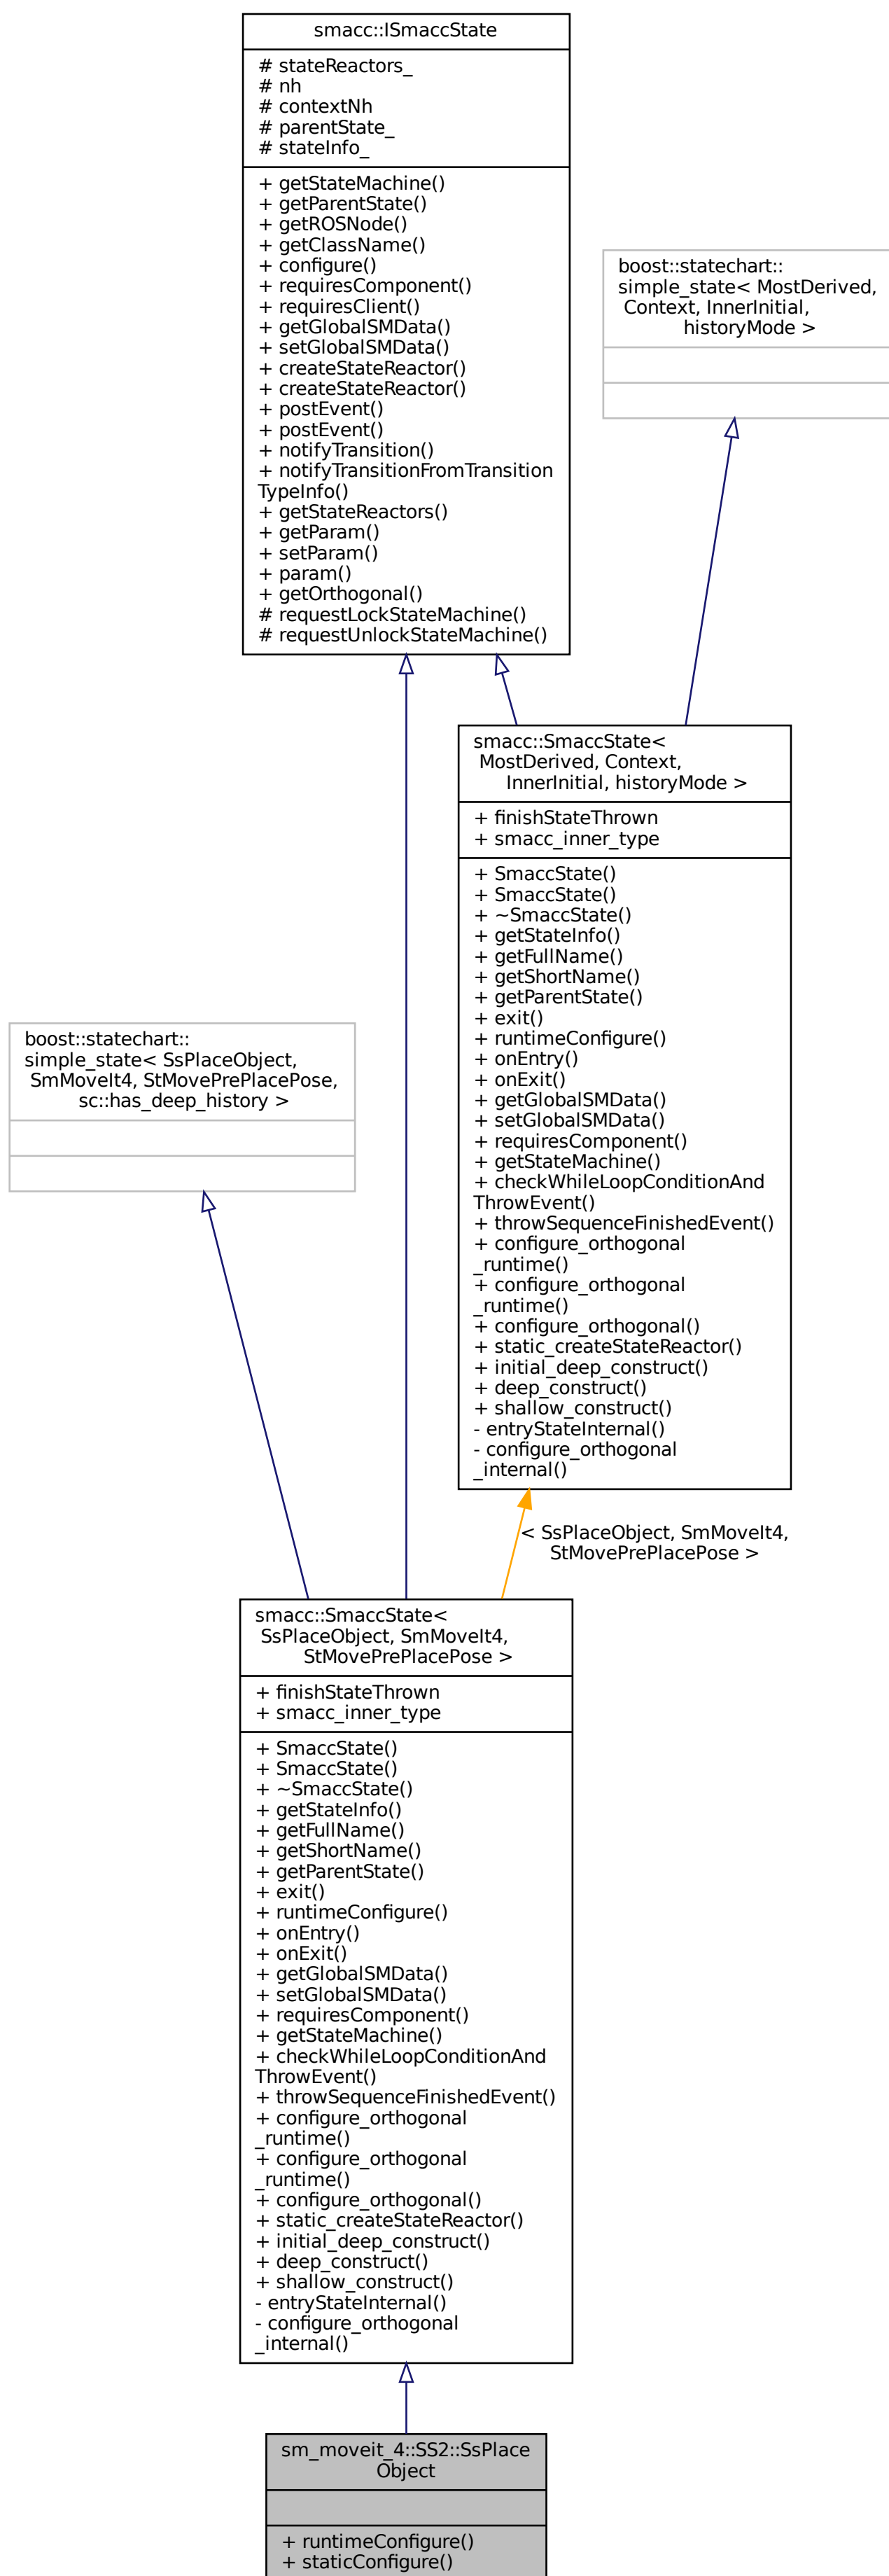 smacc::ISmaccState
# stateReactors_
# nh
# contextNh
# parentState_
# stateInfo_
+ getStateMachine()
+ getParentState()
+ getROSNode()
+ getClassName()
+ configure()
+ requiresComponent()
+ requiresClient()
+ getGlobalSMData()
+ setGlobalSMData()
+ createStateReactor()
+ createStateReactor()
+ postEvent()
+ postEvent()
+ notifyTransition()
+ notifyTransitionFromTransition
TypeInfo()
+ getStateReactors()
+ getParam()
+ setParam()
+ param()
+ getOrthogonal()
# requestLockStateMachine()
# requestUnlockStateMachine()
boost::statechart::
simple_state< MostDerived,
Context, InnerInitial,
historyMode >
smacc::SmaccState<
MostDerived, Context,
InnerInitial, historyMode >
+ finishStateThrown
+ smacc_inner_type
+ SmaccState()
+ SmaccState()
+ ~SmaccState()
+ getStateInfo()
+ getFullName()
+ getShortName()
+ getParentState()
+ exit()
+ runtimeConfigure()
+ onEntry()
+ onExit()
+ getGlobalSMData()
+ setGlobalSMData()
+ requiresComponent()
+ getStateMachine()
+ checkWhileLoopConditionAnd
ThrowEvent()
+ throwSequenceFinishedEvent()
+ configure_orthogonal
_runtime()
+ configure_orthogonal
_runtime()
+ configure_orthogonal()
+ static_createStateReactor()
+ initial_deep_construct()
+ deep_construct()
+ shallow_construct()
- entryStateInternal()
- configure_orthogonal
_internal()
boost::statechart::
simple_state< SsPlaceObject,
SmMoveIt4, StMovePrePlacePose,
sc::has_deep_history >
< SsPlaceObject, SmMoveIt4,
StMovePrePlacePose >
smacc::SmaccState<
SsPlaceObject, SmMoveIt4,
StMovePrePlacePose >
+ finishStateThrown
+ smacc_inner_type
+ SmaccState()
+ SmaccState()
+ ~SmaccState()
+ getStateInfo()
+ getFullName()
+ getShortName()
+ getParentState()
+ exit()
+ runtimeConfigure()
+ onEntry()
+ onExit()
+ getGlobalSMData()
+ setGlobalSMData()
+ requiresComponent()
+ getStateMachine()
+ checkWhileLoopConditionAnd
ThrowEvent()
+ throwSequenceFinishedEvent()
+ configure_orthogonal
_runtime()
+ configure_orthogonal
_runtime()
+ configure_orthogonal()
+ static_createStateReactor()
+ initial_deep_construct()
+ deep_construct()
+ shallow_construct()
- entryStateInternal()
- configure_orthogonal
_internal()
sm_moveit_4::SS2::SsPlace
Object
+ runtimeConfigure()
+ staticConfigure()